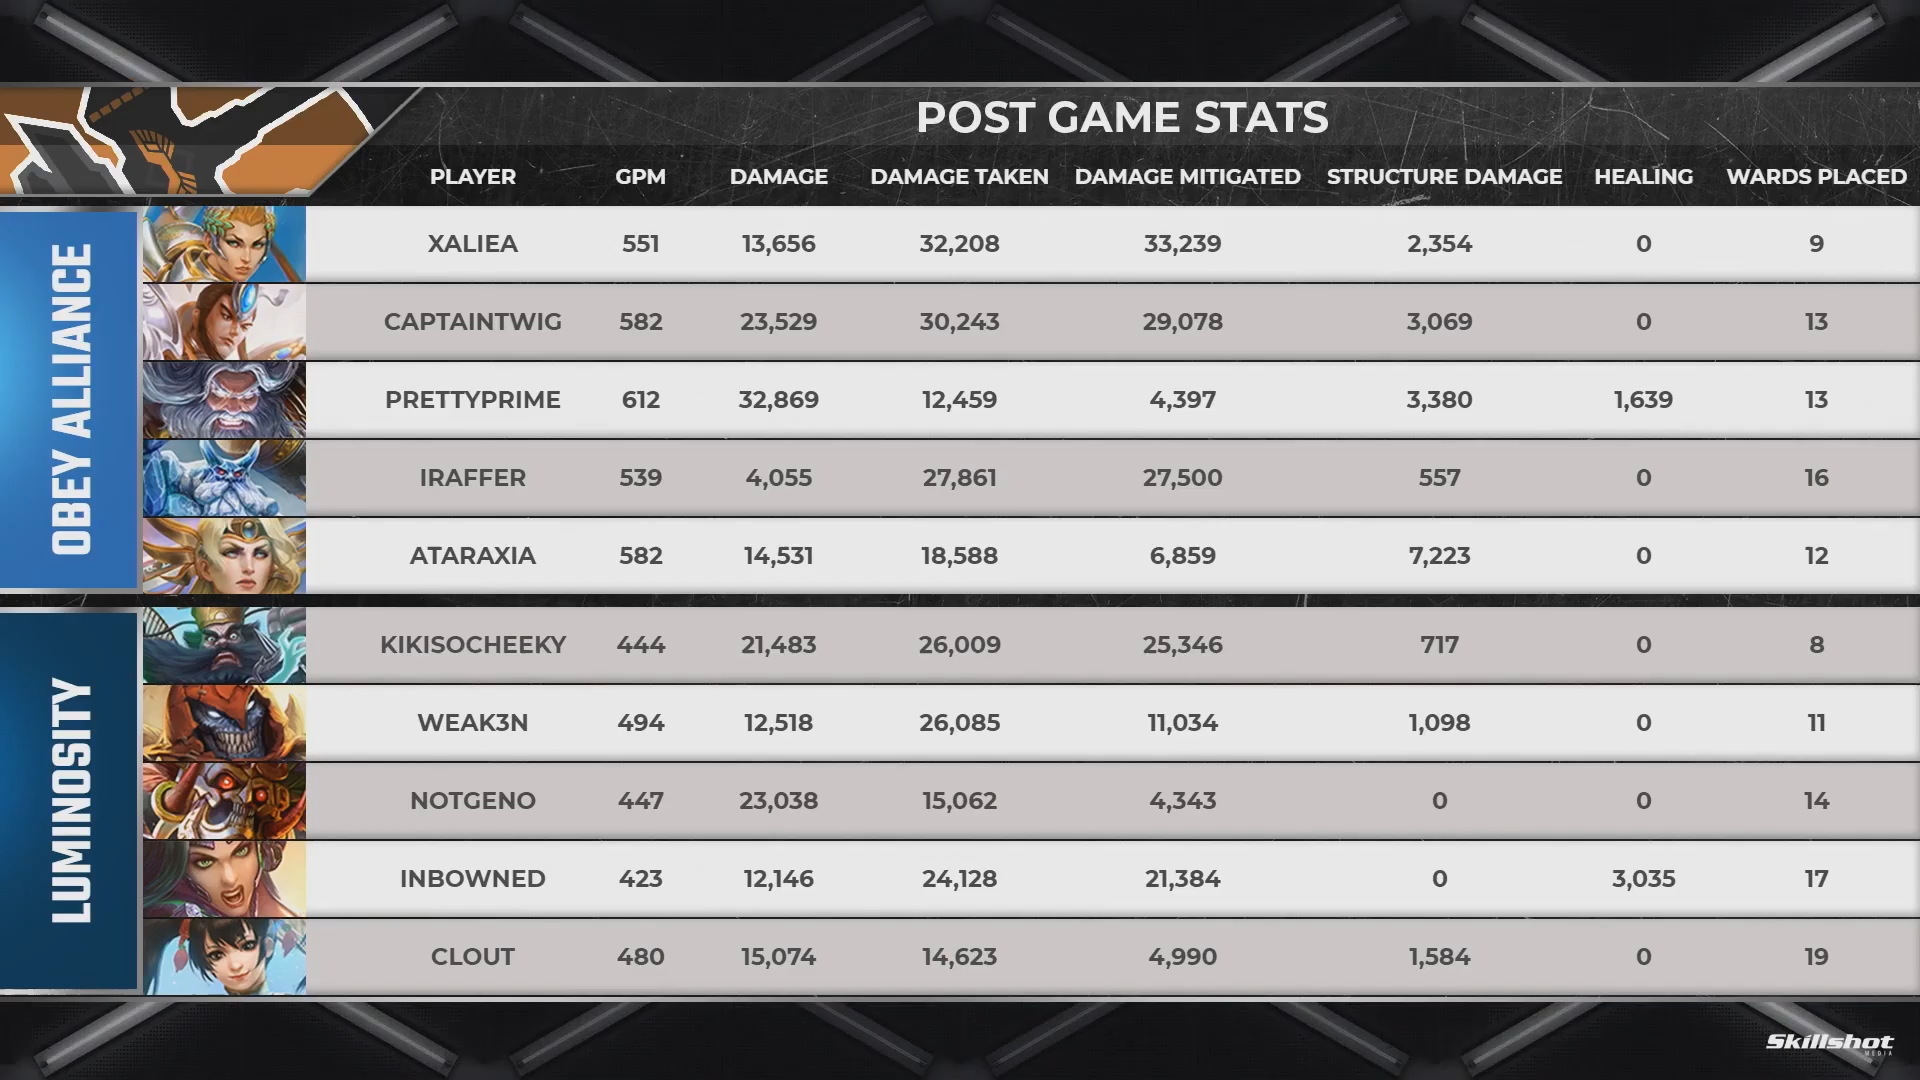 POST GAME STATS
PLAYER GPM DAMAGE DAMAGE TAKEN DAMAGE MITIGATED STRUCTURE DAMAGE HEALING WARDS PLACED
OBEY ALLIANCE
XALIEA 551 13,656 32,208 33,239 2,354 0 9
CAPTAINTWIG 582 23,529 30,243 29,078 3,069 0 13
PRETTYPRIME 612 32,869 12,459 4,397 3,380 1,639 13
IRAFFER 539 4,055 27,861 27,500 557 0 16
ATARAXIA 582 14,531 18,588 6,859 7,223 0 12
LUMINOSITY
KIKISOCHEEKY 444 21,483 26,009 25,346 717 0 8
WEAK3N 494 12,518 26,085 11,034 1,098 0 11
NOTGENO 447 23,038 15,062 4,343 0 0 14
INBOWNED 423 12,146 24,128 21,384 0 3,035 17
CLOUT 480 15,074 14,623 4,990 1,584 0 19
Skillshot
MEDIA